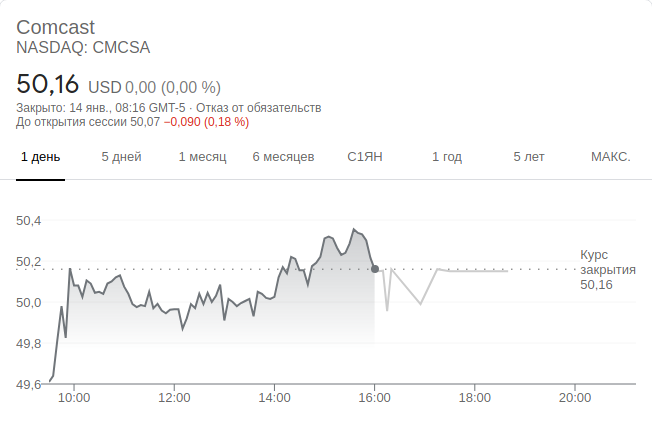 Comcast
NASDAQ: CMCSA
50,16 USD 0,00 (0,00 %)
Закрыто: 14 янв., 08:16 GMT-5 · Отказ от обязательств
До открытия сессии 50,07 −0,090 (0,18 %)
1 день 5 дней 1 месяц 6 месяцев С1ЯН 1 год 5 лет МАКС.
50,4
50,2
50,0
49,8
49,6
Курс
закрытия
50,16
10:00 12:00 14:00 16:00 18:00 20:00